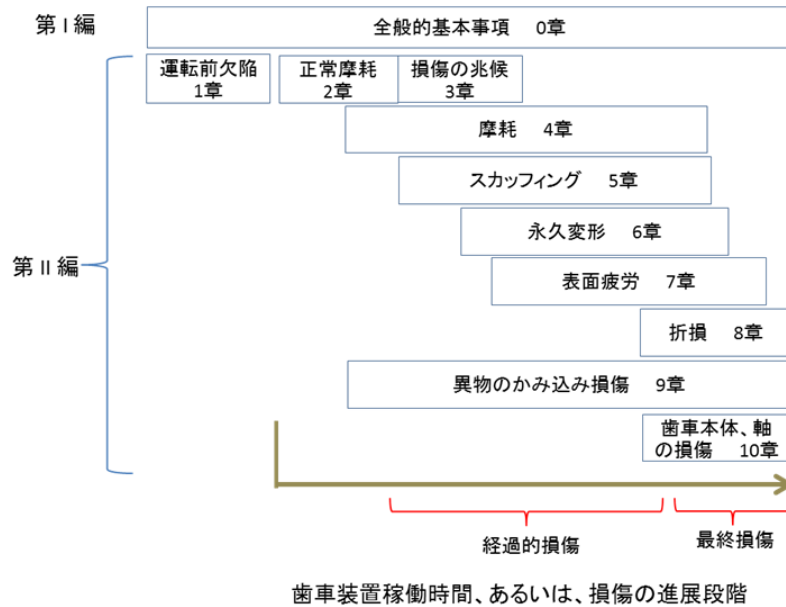 第 I 編
全般的基本事項 0章
運転前欠陥
1章
正常摩耗
2章
損傷の兆候
3章
摩耗 4章
スカッフィング 5章
永久変形 6章
第 II 編
表面疲労 7章
折損 8章
異物のかみ込み損傷 9章
歯車本体、軸
の損傷 10章
経過的損傷
最終損傷
歯車装置稼働時間、あるいは、損傷の進展段階